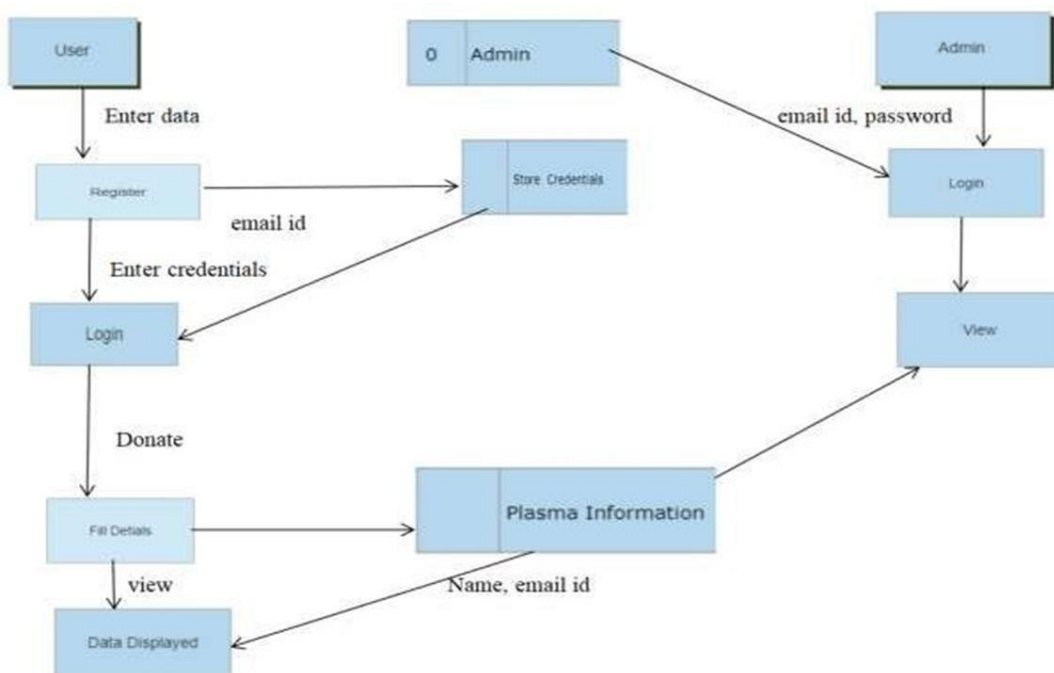 User
0 Admin
Admin
Enter data
email id, password
Register
Store Credentials
Login
email id
Enter credentials
Login
View
Donate
Plasma Information
Fill Detials
view
Name, email id
Data Displayed